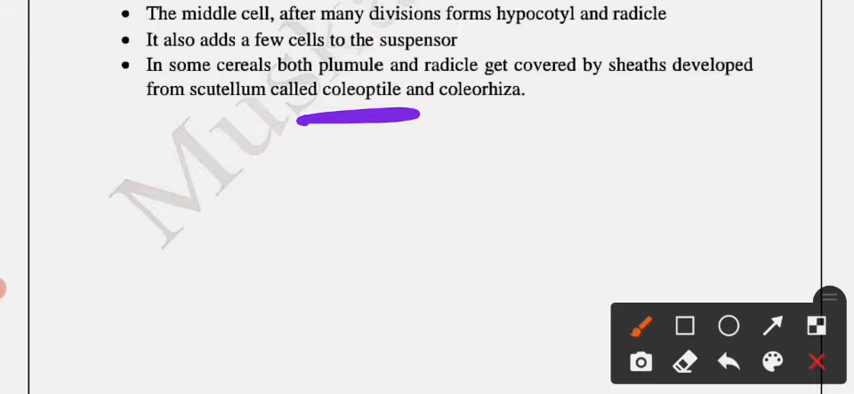 • The middle cell, after many divisions forms hypocotyl and radicle
• It also adds a few cells to the suspensor
• In some cereals both plumule and radicle get covered by sheaths developed
from scutellum called coleoptile and coleorhiza.